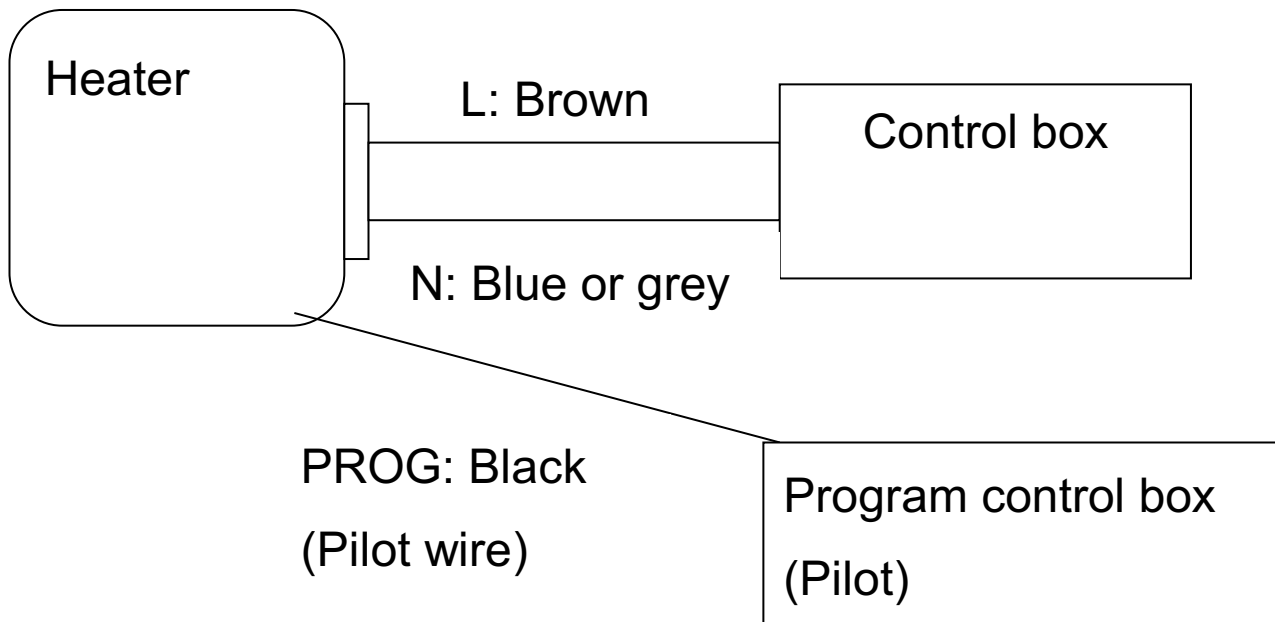 Heater
L: Brown
Control box
N: Blue or grey
PROG: Black
(Pilot wire)
Program control box
(Pilot)